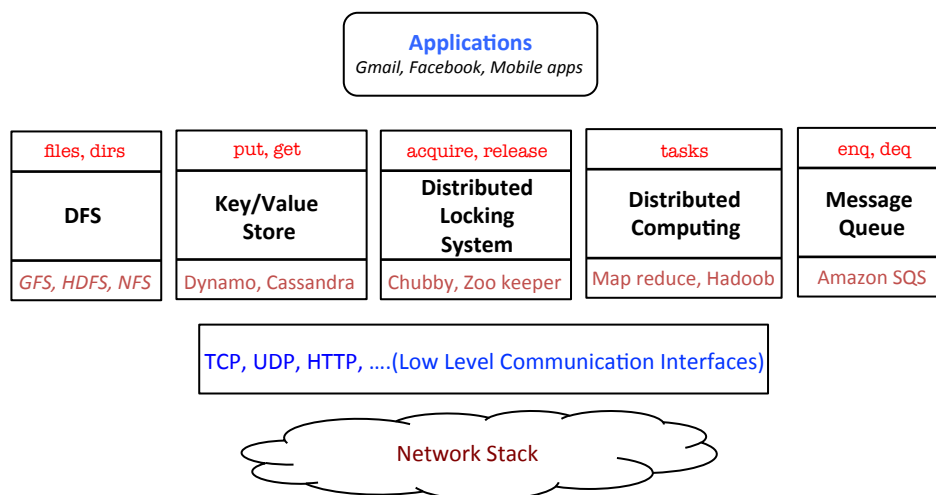 Applications
Gmail, Facebook, Mobile apps
files, dirs
DFS
GFS, HDFS, NFS
put, get
Key/Value
Store
Dynamo, Cassandra
acquire, release
Distributed
Locking
System
Chubby, Zoo keeper
tasks
Distributed
Computing
Map reduce, Hadoob
enq, deq
Message
Queue
Amazon SQS
TCP, UDP, HTTP, ....(Low Level Communication Interfaces)
Network Stack